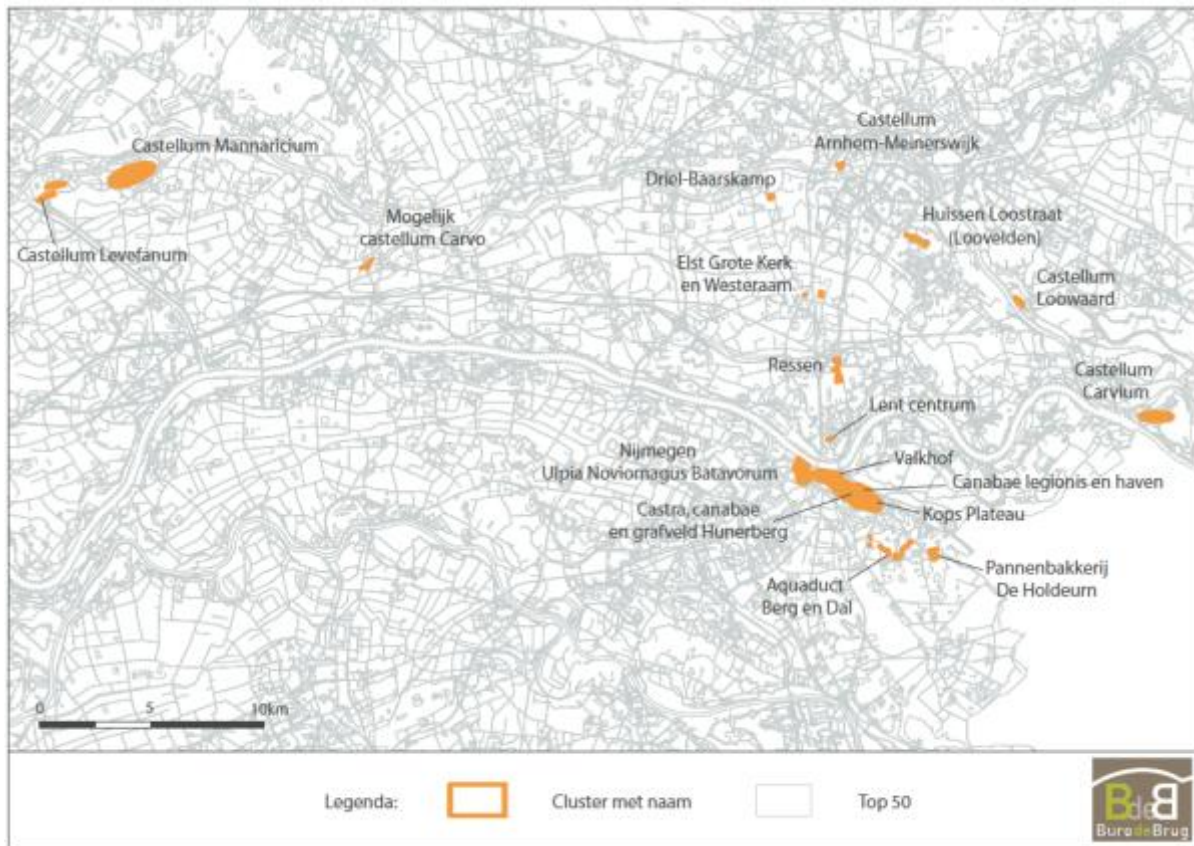 Castellum
Arnhem-Meinerswijk
Castellum Mannaricium
Driel-Baarskamp
Mogelijk
castellum Carvo
Huissen Loostraat
(Loovelden)
Castellum Levefanum
Elst Grote Kerk
en Westeraam
Castellum
Loowaard
Ressen
Castellum
Carvium
Lent centrum
Nijmegen
Ulpia Noviomagus Batavorum
Valkhof
Canabae legionis en haven
Castra, canabae
en grafveld Hunerberg
Kops Plateau
Aquaduct
Berg en Dal
Pannenbakkerij
De Holdeurn
0 5 10km
Legenda: Cluster met naam Top 50
BdeB
BurodeBrug